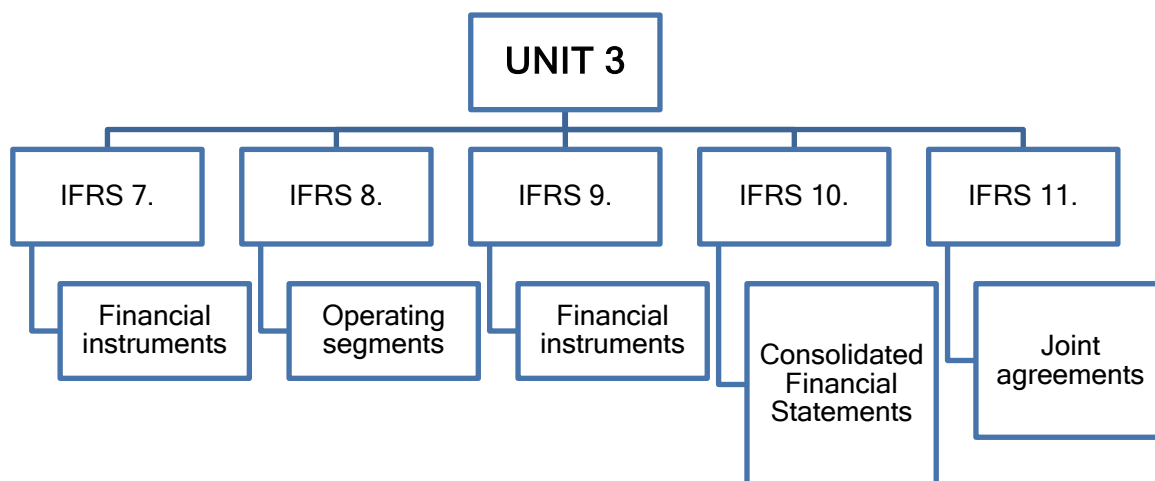 UNIT 3
IFRS 7.
IFRS 8.
IFRS 9.
IFRS 10.
IFRS 11.
Financial
instruments
Operating
segments
Financial
instruments
Consolidated
Financial
Statements
Joint
agreements